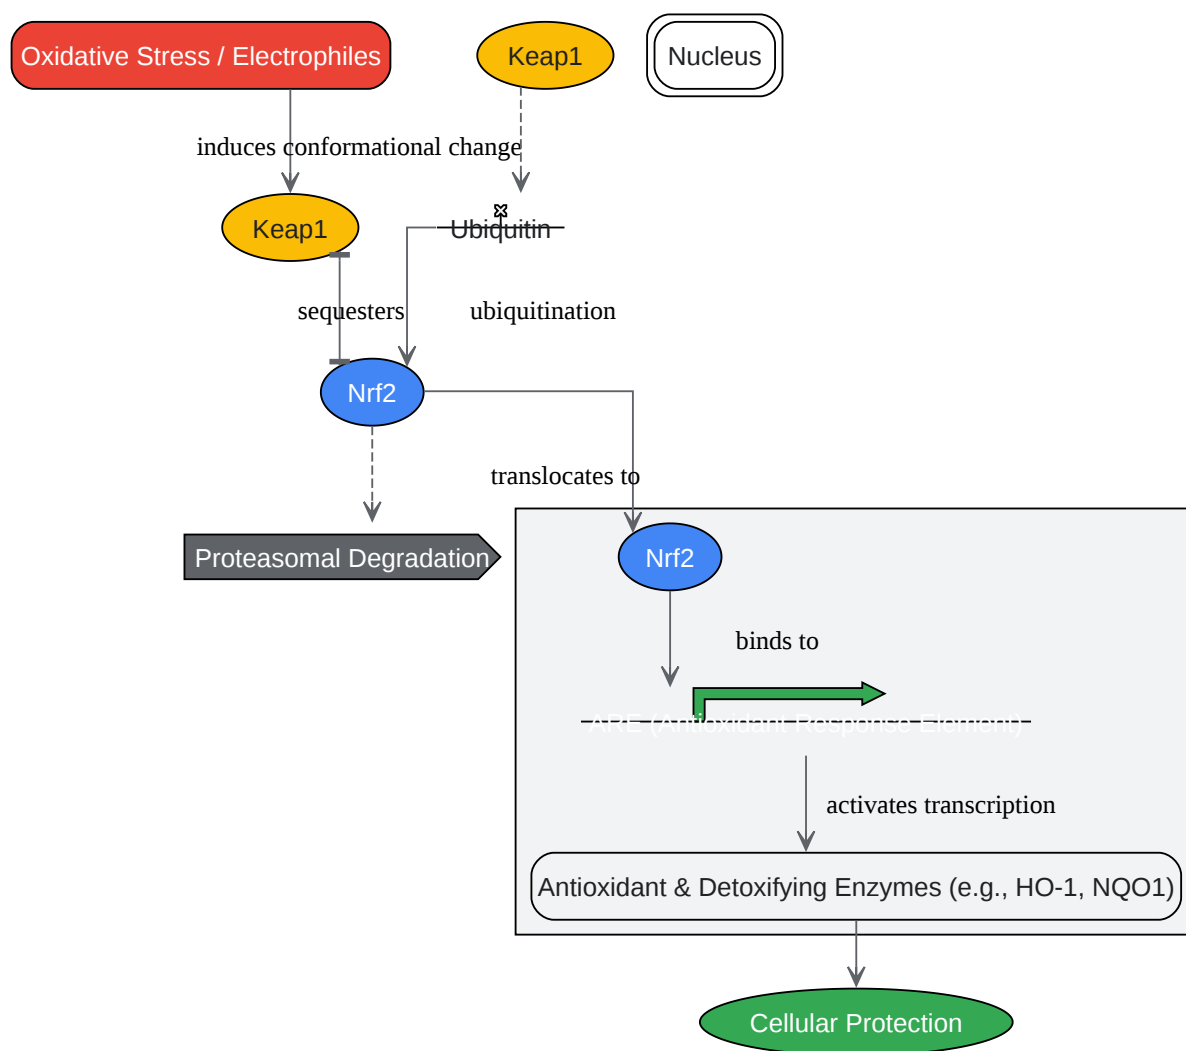 Oxidative Stress / Electrophiles
Keap1
Nucleus
induces conformational change
Keap1
Ubiquitin
sequesters
ubiquitination
Nrf2
translocates to
Proteasomal Degradation
Nrf2
binds to
ARE (Antioxidant Response Element)
activates transcription
Antioxidant & Detoxifying Enzymes (e.g., HO-1, NQO1)
Cellular Protection